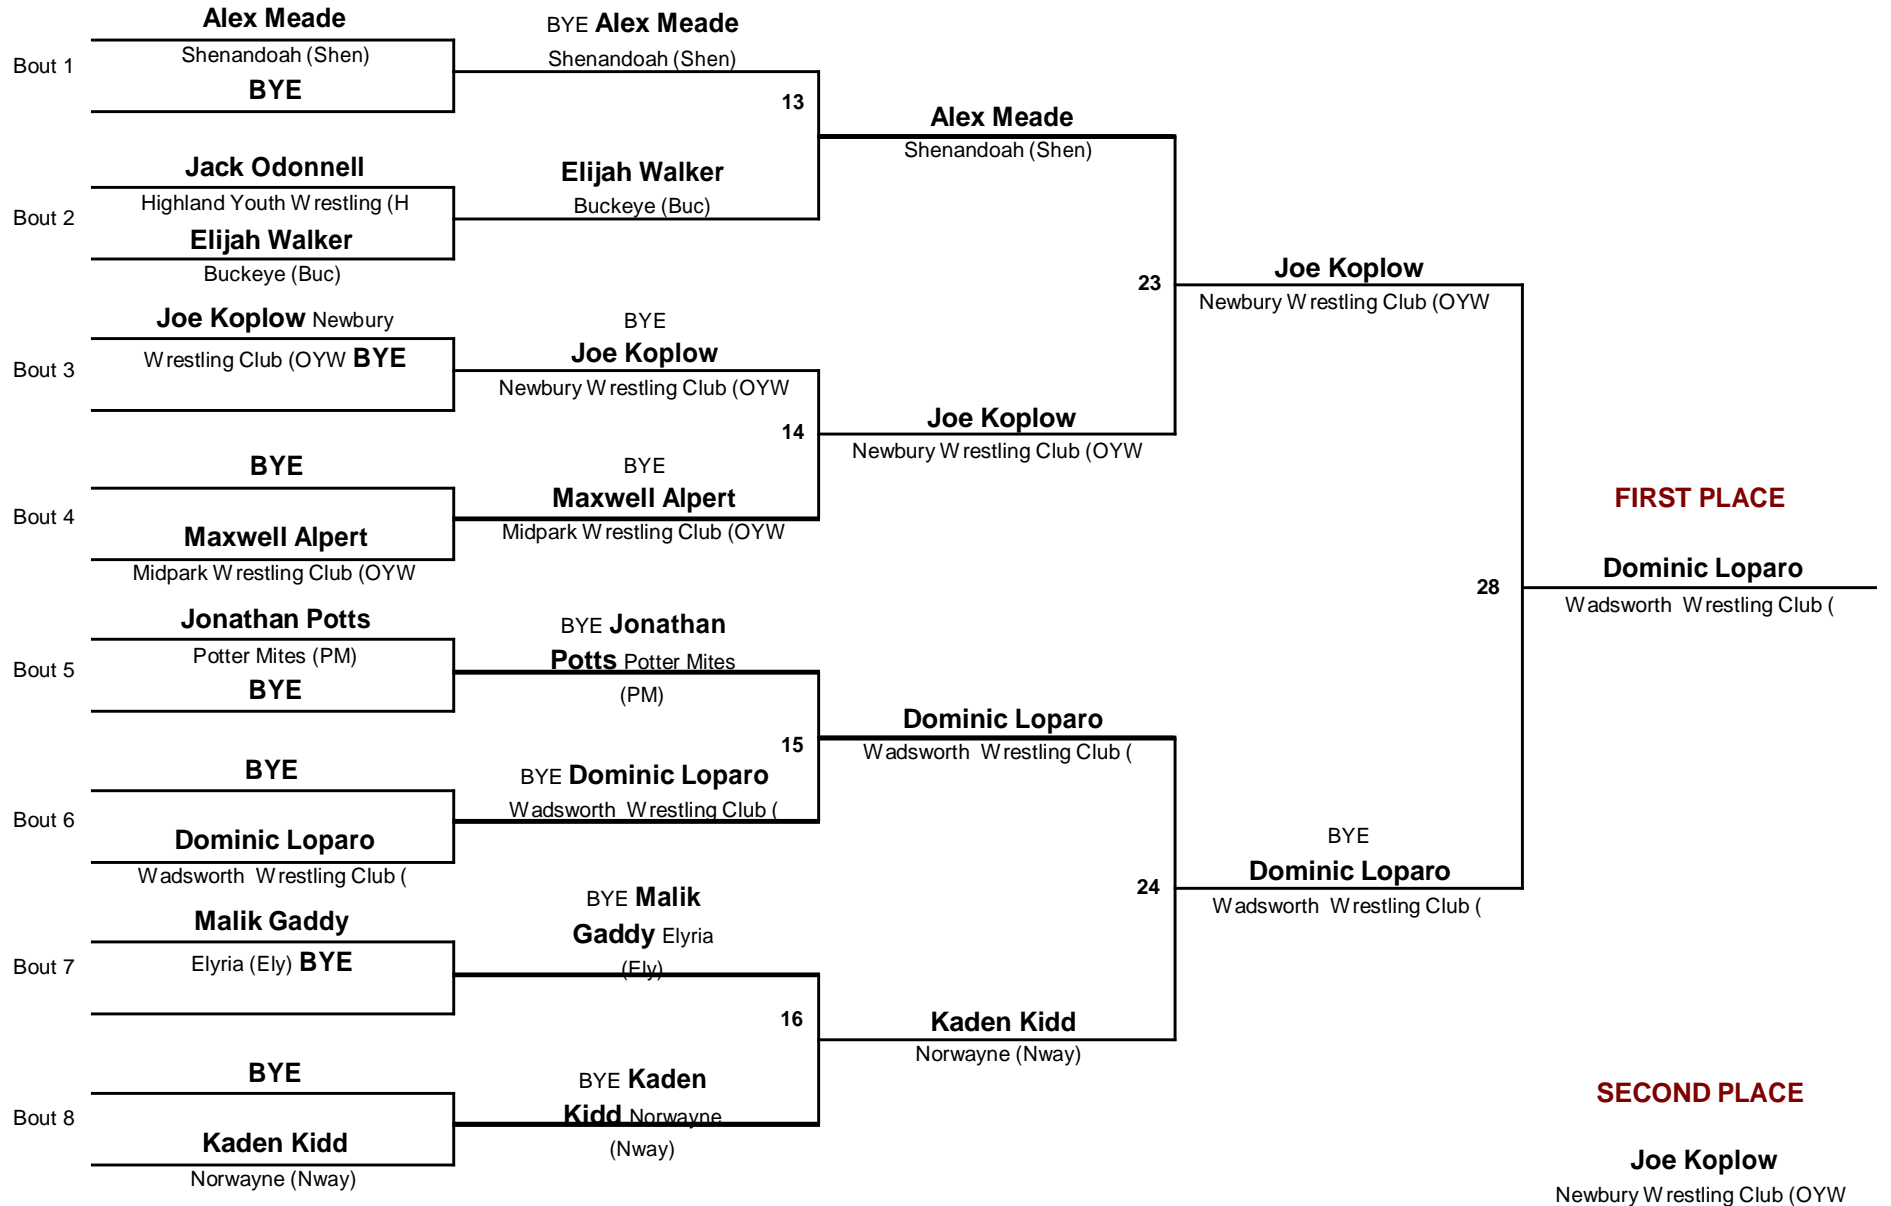 Alex Meade
Bout 1
Shenandoah (Shen)
BYE
Jack Odonnell
Bout 2
Highland Youth Wrestling (H
Elijah Walker
Buckeye (Buc)
Joe Koplow Newbury
Bout 3
Wrestling Club (OYW BYE
BYE
Bout 4
Maxwell Alpert
Midpark Wrestling Club (OYW
Jonathan Potts
Bout 5
Potter Mites (PM)
BYE
BYE
Bout 6
Dominic Loparo
Wadsworth Wrestling Club (
Malik Gaddy
Bout 7
Elyria (Ely) BYE
BYE
Bout 8
Kaden Kidd
Norwayne (Nway)
BYE Alex Meade
Shenandoah (Shen)
13
Elijah Walker
Buckeye (Buc)
BYE
Joe Koplow
Newbury Wrestling Club (OYW
14
BYE
Maxwell Alpert
Midpark Wrestling Club (OYW
BYE Jonathan
Potts Potter Mites
(PM)
15
BYE Dominic Loparo
Wadsworth Wrestling Club (
BYE Malik
Gaddy Elyria
(Ely)
16
BYE Kaden
Kidd Norwayne
(Nway)
Alex Meade
Shenandoah (Shen)
23
Joe Koplow
Newbury Wrestling Club (OYW
Dominic Loparo
Wadsworth Wrestling Club (
24
Kaden Kidd
Norwayne (Nway)
Joe Koplow
Newbury Wrestling Club (OYW
28
BYE
Dominic Loparo
Wadsworth Wrestling Club (
FIRST PLACE
Dominic Loparo
Wadsworth Wrestling Club (
SECOND PLACE
Joe Koplow
Newbury Wrestling Club (OYW